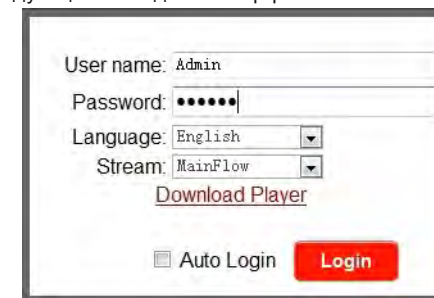 User name: Admin
Password: ••••••
Language: English
Stream: MainFlow
Download Player
Auto Login Login